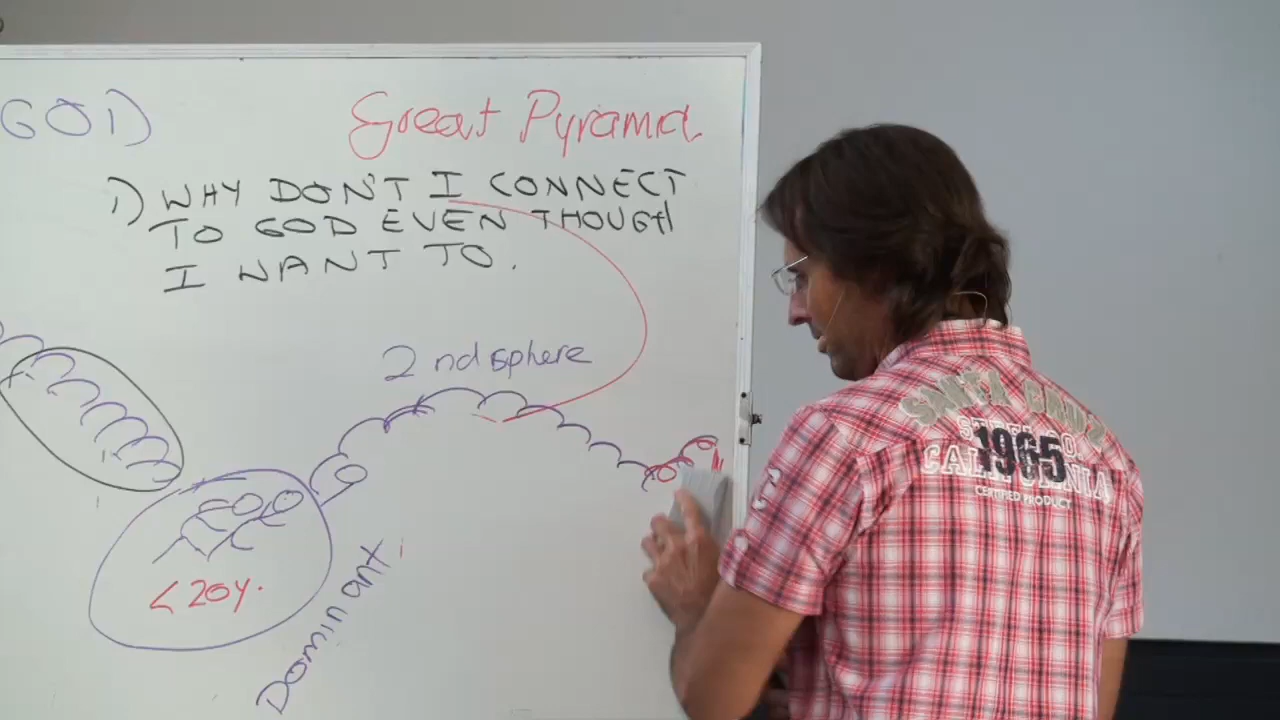 GOD
Great Pyramid
1) WHY DON'T I CONNECT
TO GOD EVEN THOUGH
I WANT TO.
2nd sphere
< 20y.
Dominant
SANTA CRUZ
1965
CALIFORNIA
CERTIFIED PRODUCT